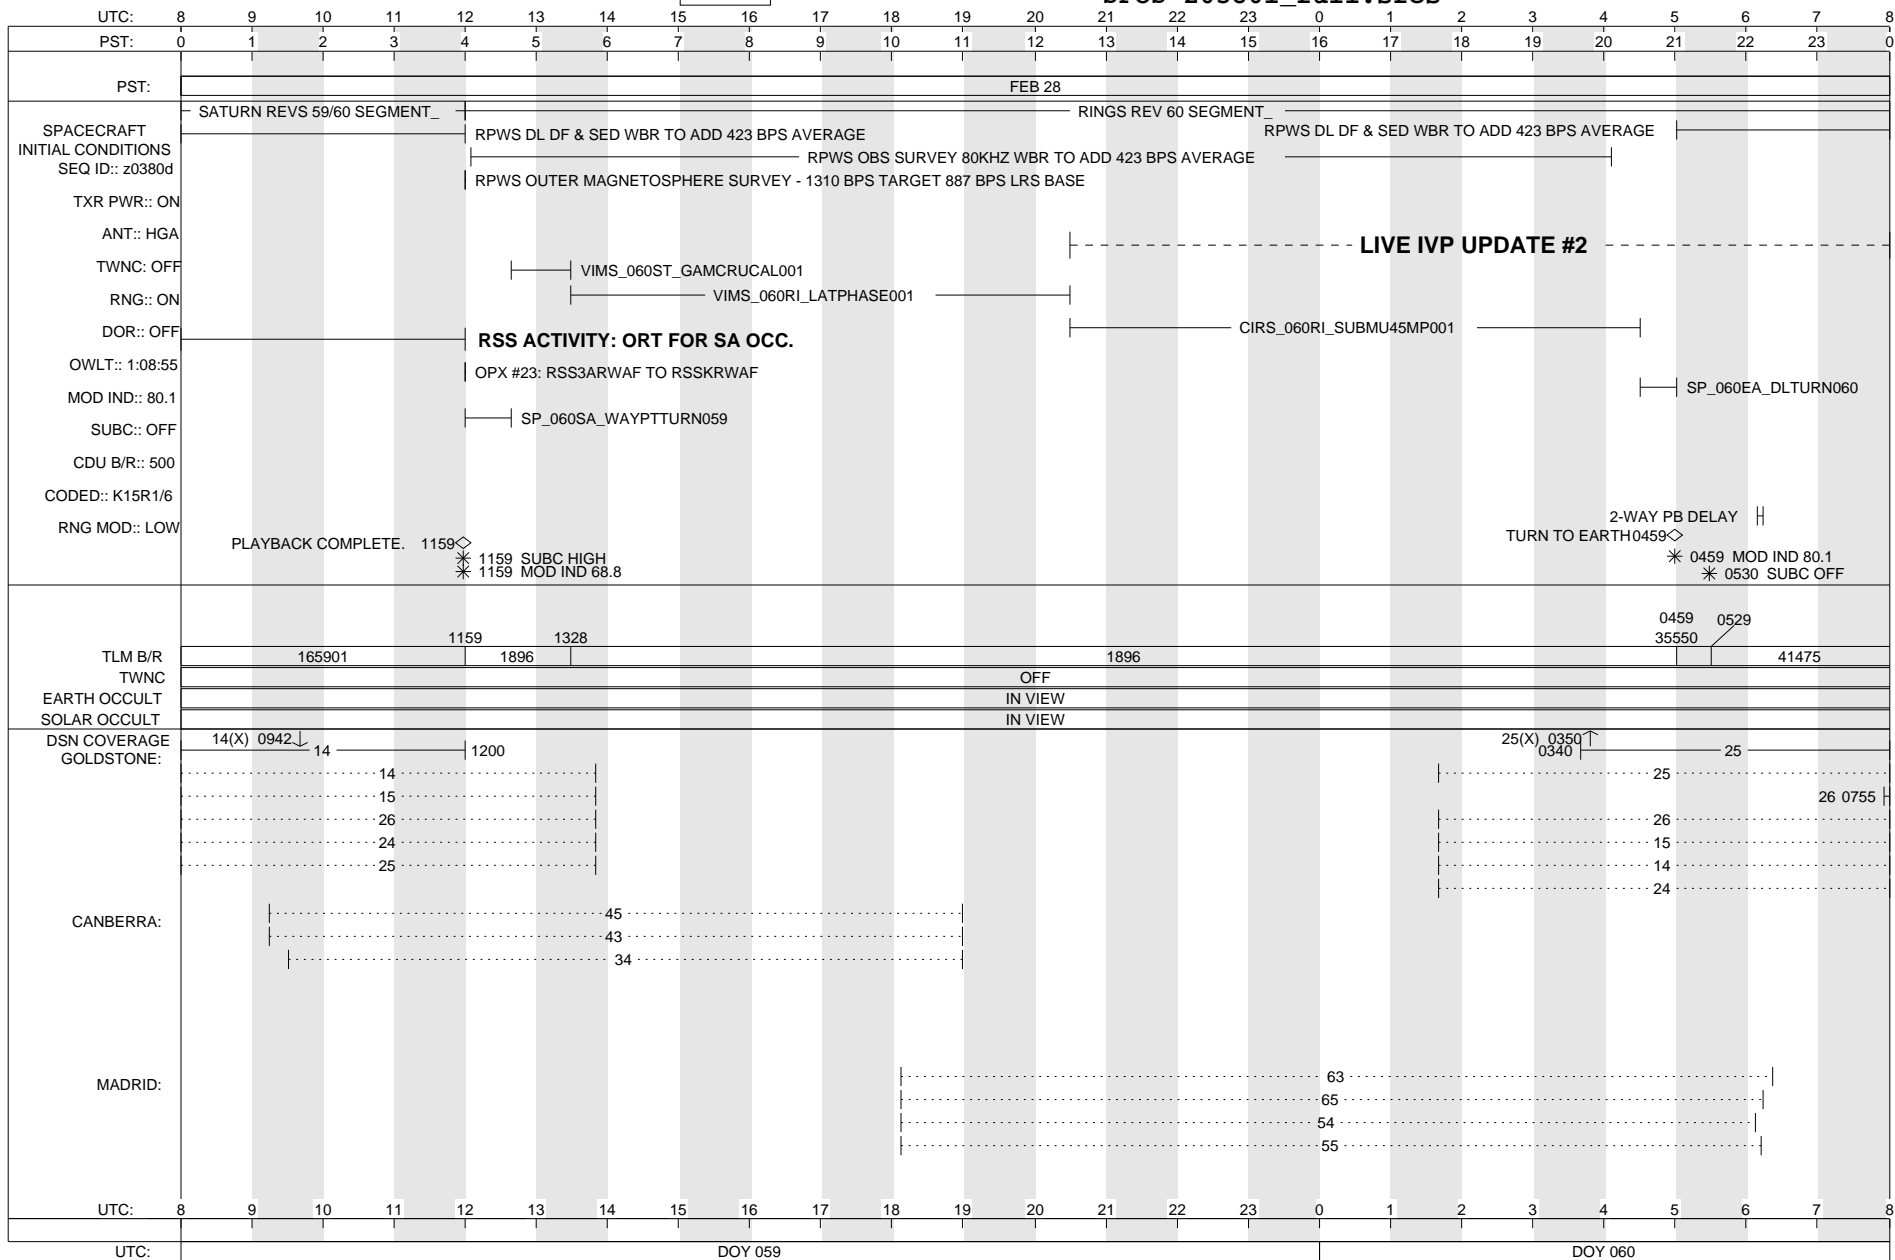 UTC: 8 9 10 11 12 13 14 15 16 17 18 19 20 21 22 23 0 1 2 3 4 5 6 7 8
PST: 0 1 2 3 4 5 6 7 8 9 10 11 12 13 14 15 16 17 18 19 20 21 22 23 0
PST: FEB 28
SATURN REVS 59/60 SEGMENT_ RINGS REV 60 SEGMENT_
SPACECRAFT
INITIAL CONDITIONS
SEQ ID:: z0380d
TXR PWR:: ON
ANT:: HGA
TWNC: OFF
RNG:: ON
DOR:: OFF
OWLT:: 1:08:55
MOD IND:: 80.1
SUBC:: OFF
CDU B/R:: 500
CODED:: K15R1/6
RNG MOD:: LOW
RPWS DL DF & SED WBR TO ADD 423 BPS AVERAGE
RPWS DL DF & SED WBR TO ADD 423 BPS AVERAGE
RPWS OBS SURVEY 80KHZ WBR TO ADD 423 BPS AVERAGE
RPWS OUTER MAGNETOSPHERE SURVEY - 1310 BPS TARGET 887 BPS LRS BASE
LIVE IVP UPDATE #2
VIMS_060ST_GAMCRUCAL001
VIMS_060RI_LATPHASE001
CIRS_060RI_SUBMU45MP001
RSS ACTIVITY: ORT FOR SA OCC.
OPX #23: RSS3ARWAF TO RSSKRWAF
SP_060EA_DLTURN060
SP_060SA_WAYPTTURN059
2-WAY PB DELAY
PLAYBACK COMPLETE. 1159
TURN TO EARTH 0459
1159 SUBC HIGH
0459 MOD IND 80.1
1159 MOD IND 68.8
0530 SUBC OFF
0459 0529
1159 1328 35550
TLM B/R 165901 1896 1896 41475
TWNC OFF
EARTH OCCULT IN VIEW
SOLAR OCCULT IN VIEW
DSN COVERAGE
14(X) 0942
25(X) 0350
GOLDSTONE: 14 1200 0340 25
14 25
15 26 0755
26 26
24 15
25 14
24
CANBERRA: 45
43
34
MADRID: 63
65
54
55
UTC: 8 9 10 11 12 13 14 15 16 17 18 19 20 21 22 23 0 1 2 3 4 5 6 7 8
UTC: DOY 059 DOY 060